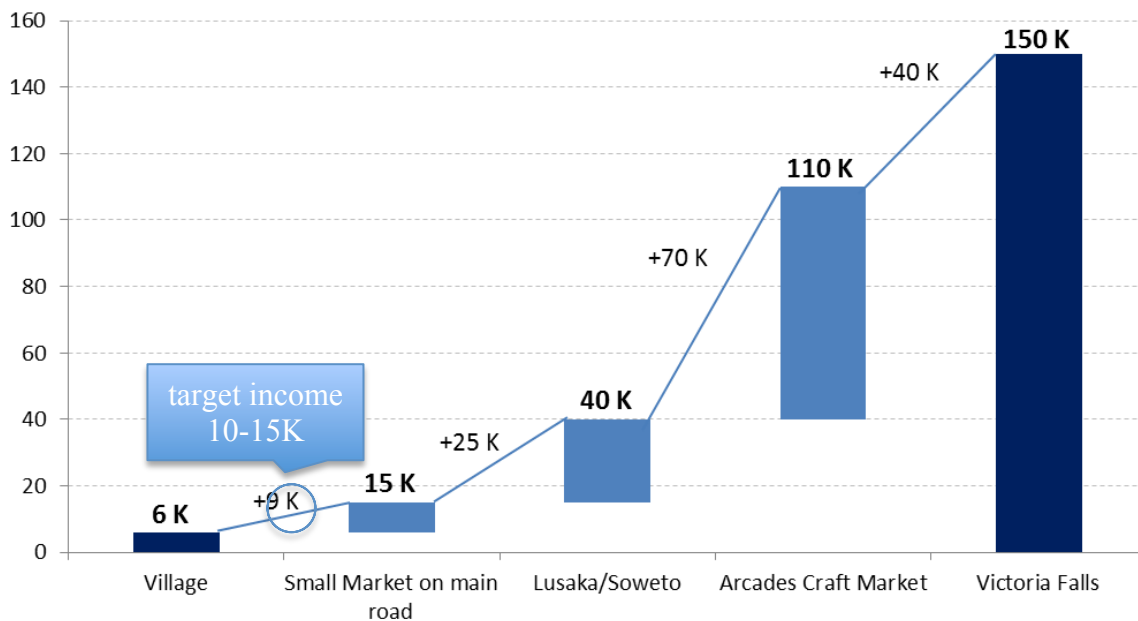 160
140
120
100
80
60
40
20
0
150 K
+40 K
110 K
+70 K
40 K
+25 K
target income
10-15K
15 K
+9 K
6 K
Village
Small Market on main
road
Lusaka/Soweto
Arcades Craft Market
Victoria Falls